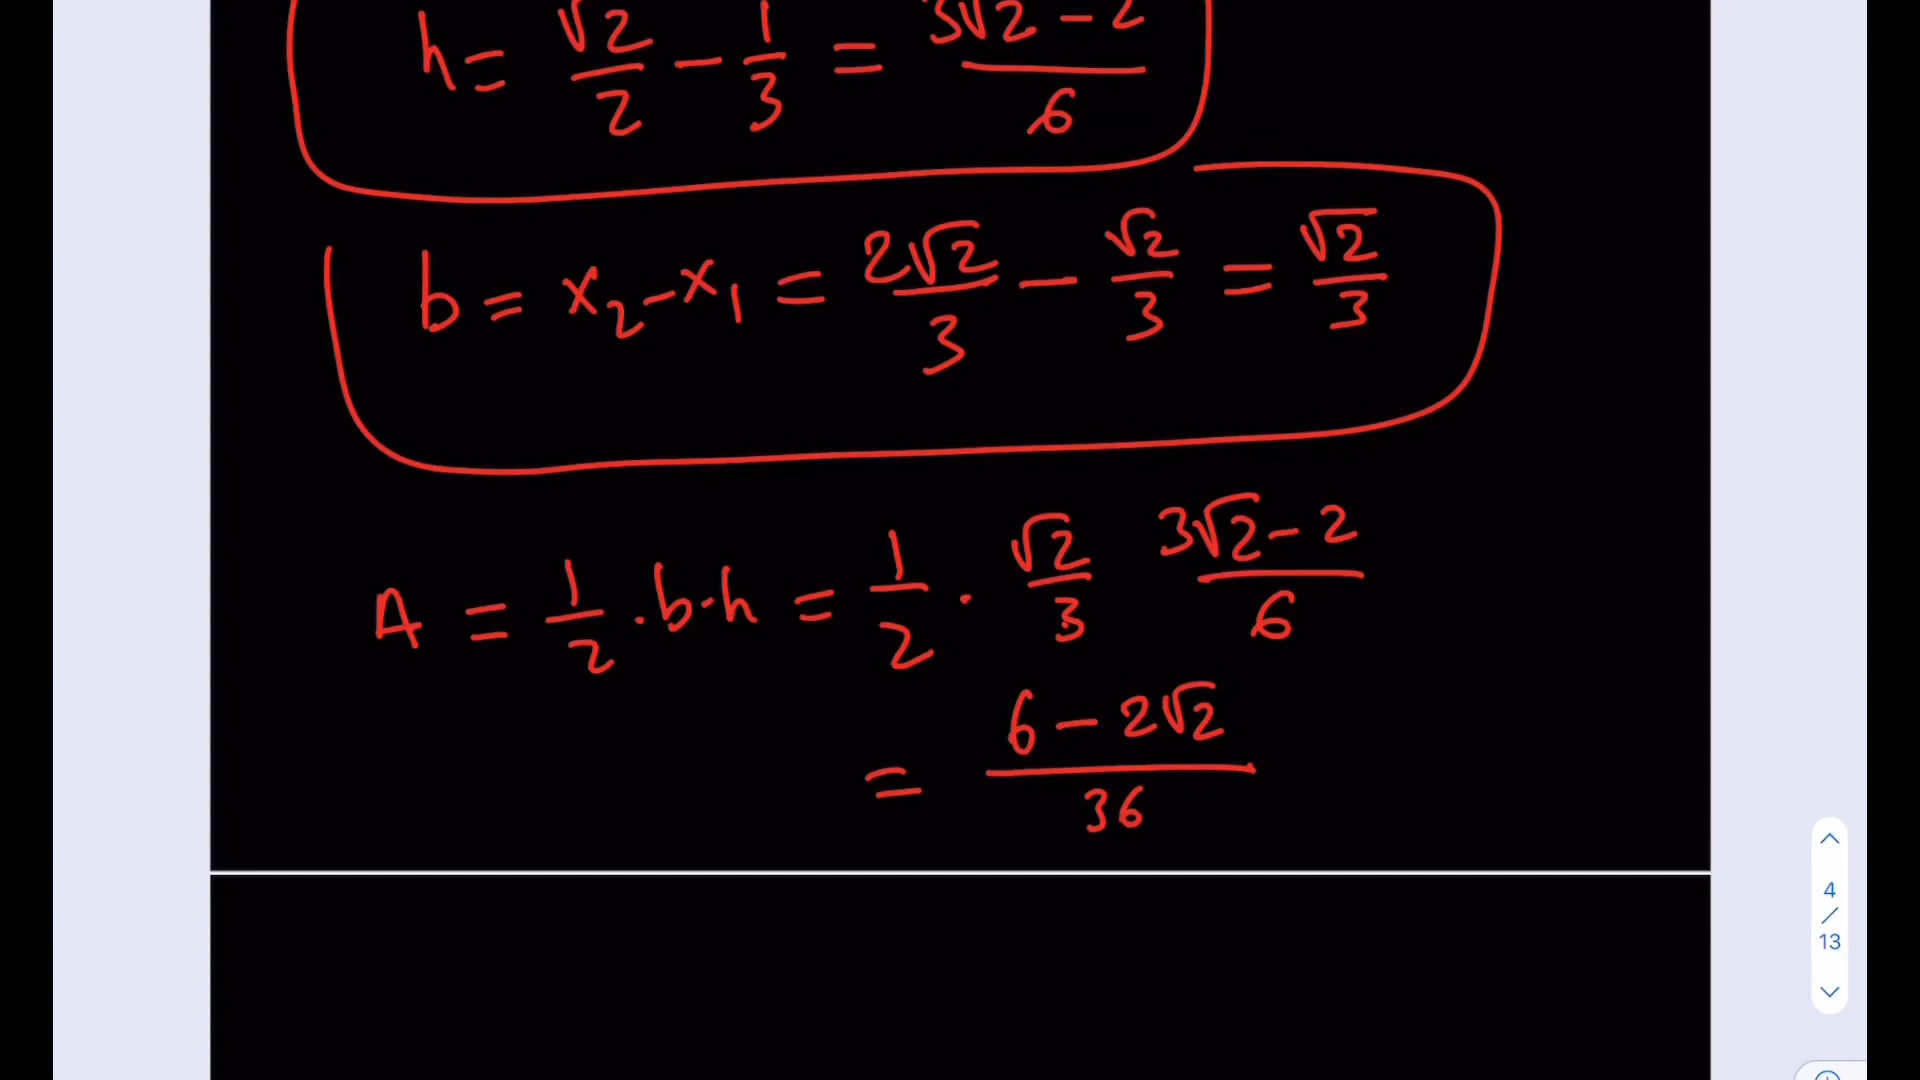 h = √2/2 - 1/3 = (3√2 - 2)/6
b = x₂ - x₁ = 2√2/3 - √2/3 = √2/3
A = 1/2 · b · h = 1/2 · √2/3 (3√2 - 2)/6
= (6 - 2√2)/36
4
/
13